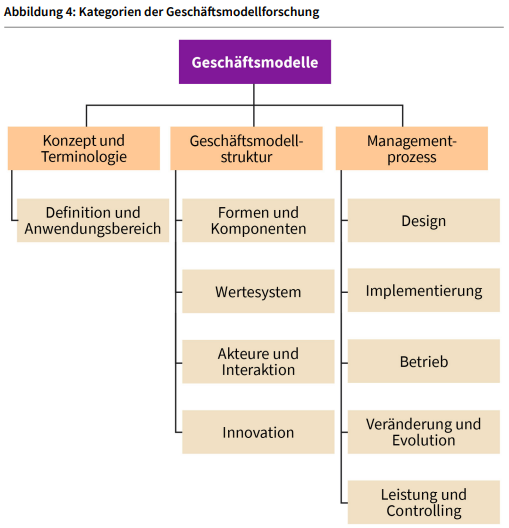 Abbildung 4: Kategorien der Geschäftsmodellforschung
Geschäftsmodelle
Konzept und
Terminologie
Definition und
Anwendungsbereich
Geschäftsmodell-
struktur
Formen und
Komponenten
Wertesystem
Akteure und
Interaktion
Innovation
Management-
prozess
Design
Implementierung
Betrieb
Veränderung und
Evolution
Leistung und
Controlling